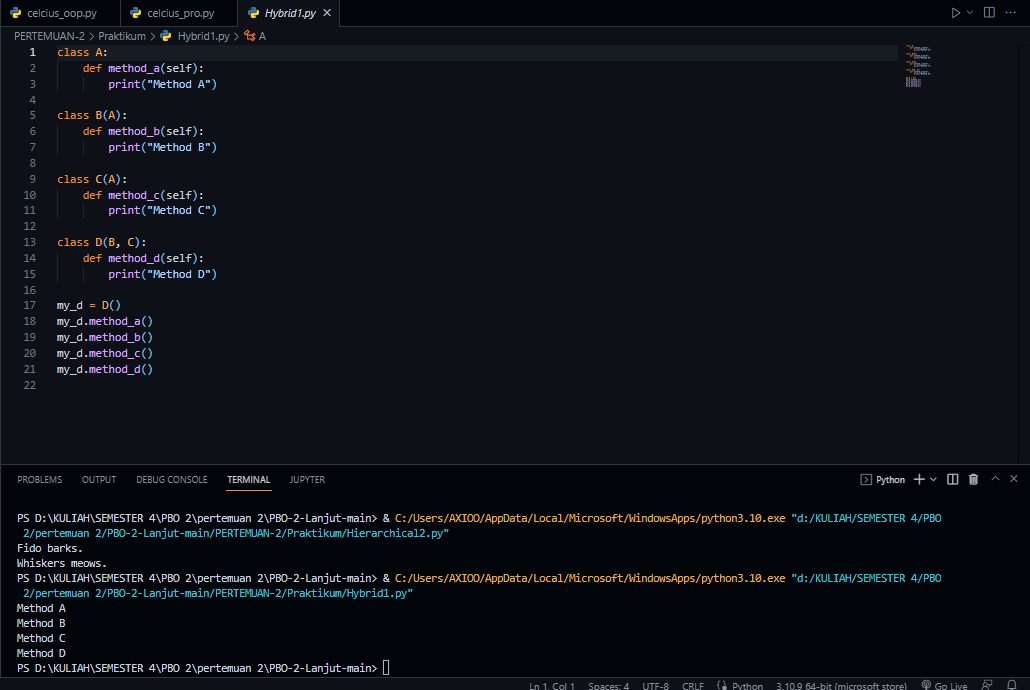 celcius_oop.py celcius_pro.py Hybrid1.py
PERTEMUAN-2 > Praktikum > Hybrid1.py > A
1 class A:
2 def method_a(self):
3 print("Method A")
4
5 class B(A):
6 def method_b(self):
7 print("Method B")
8
9 class C(A):
10 def method_c(self):
11 print("Method C")
12
13 class D(B, C):
14 def method_d(self):
15 print("Method D")
16
17 my_d = D()
18 my_d.method_a()
19 my_d.method_b()
20 my_d.method_c()
21 my_d.method_d()
22
PROBLEMS OUTPUT DEBUG CONSOLE TERMINAL JUPYTER Python
PS D:\KULIAH\SEMESTER 4\PBO 2\pertemuan 2\PBO-2-Lanjut-main> & C:/Users/AXIOO/AppData/Local/Microsoft/WindowsApps/python3.10.exe "d:/KULIAH/SEMESTER 4/PBO
2/pertemuan 2/PBO-2-Lanjut-main/PERTEMUAN-2/Praktikum/Hierarchical2.py"
Fido barks.
Whiskers meows.
PS D:\KULIAH\SEMESTER 4\PBO 2\pertemuan 2\PBO-2-Lanjut-main> & C:/Users/AXIOO/AppData/Local/Microsoft/WindowsApps/python3.10.exe "d:/KULIAH/SEMESTER 4/PBO
2/pertemuan 2/PBO-2-Lanjut-main/PERTEMUAN-2/Praktikum/Hybrid1.py"
Method A
Method B
Method C
Method D
PS D:\KULIAH\SEMESTER 4\PBO 2\pertemuan 2\PBO-2-Lanjut-main>
Ln 1, Col 1 Spaces: 4 UTF-8 CRLF Python 3.10.9 64-bit (microsoft store) Go Live